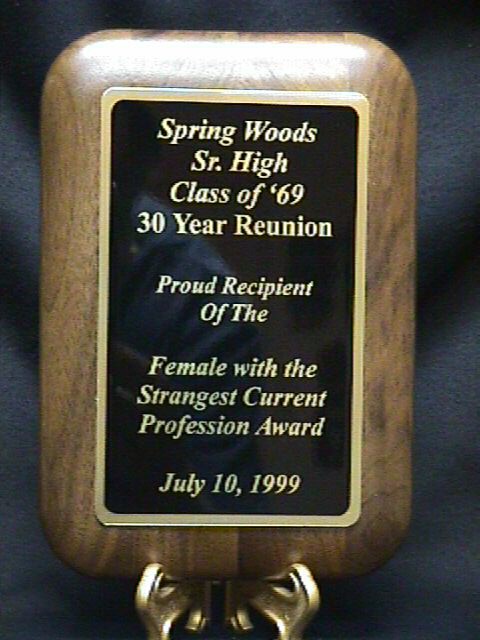 Spring Woods
Sr. High
Class of ‘69
30 Year Reunion
Proud Recipient
Of The
Female with the
Strangest Current
Profession Award
July 10, 1999